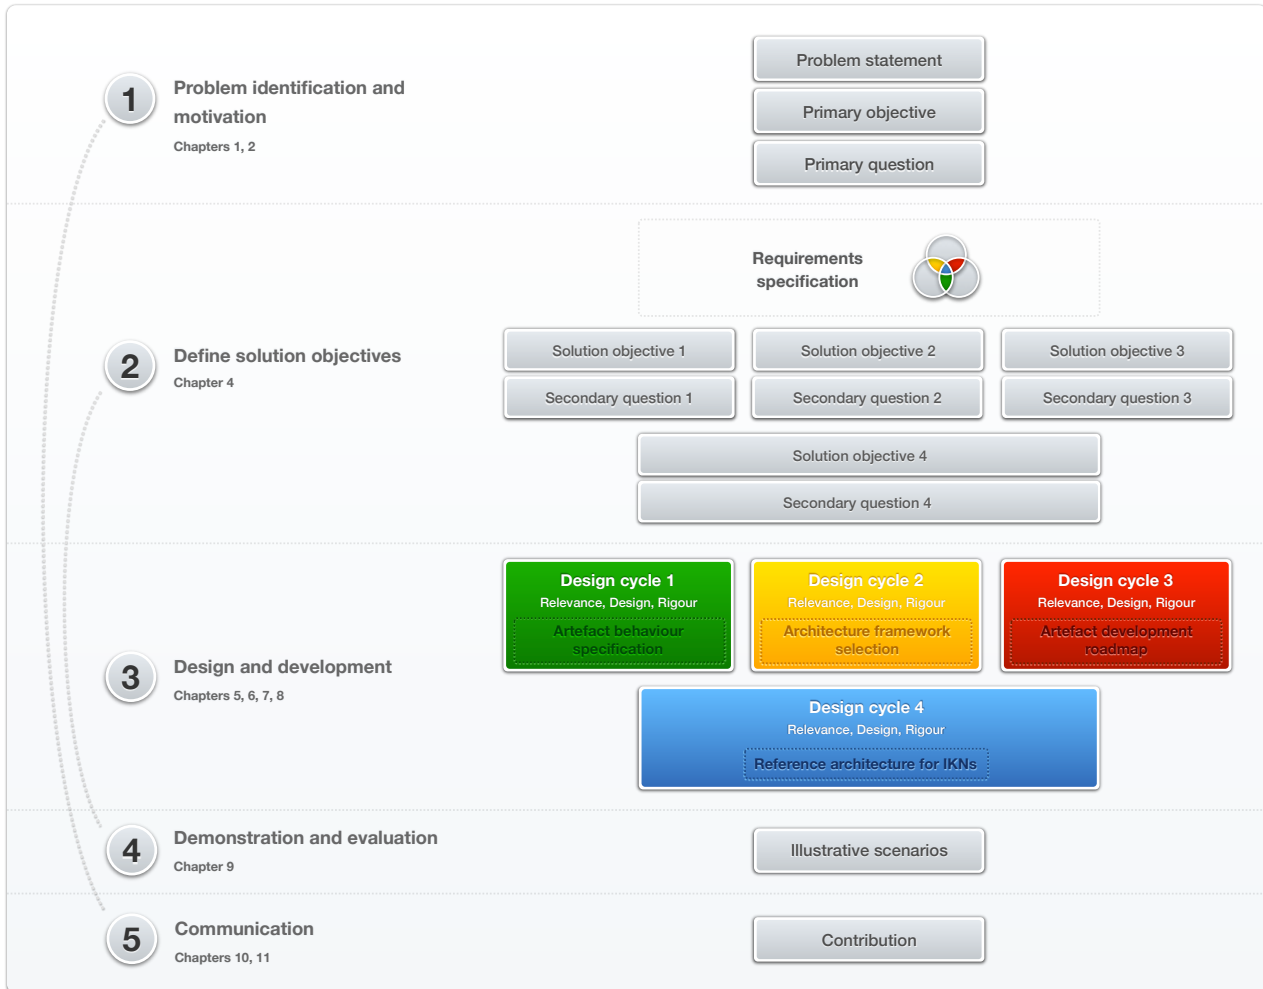 1
Problem identification and
motivation
Chapters 1, 2
Problem statement
Primary objective
Primary question
2
Define solution objectives
Chapter 4
Requirements
specification
Solution objective 1
Solution objective 2
Solution objective 3
Secondary question 1
Secondary question 2
Secondary question 3
Solution objective 4
Secondary question 4
3
Design and development
Chapters 5, 6, 7, 8
Design cycle 1
Relevance, Design, Rigour
Artefact behaviour
specification
Design cycle 2
Relevance, Design, Rigour
Architecture framework
selection
Design cycle 3
Relevance, Design, Rigour
Artefact development
roadmap
Design cycle 4
Relevance, Design, Rigour
Reference architecture for IKNs
4
Demonstration and evaluation
Chapter 9
Illustrative scenarios
5
Communication
Chapters 10, 11
Contribution